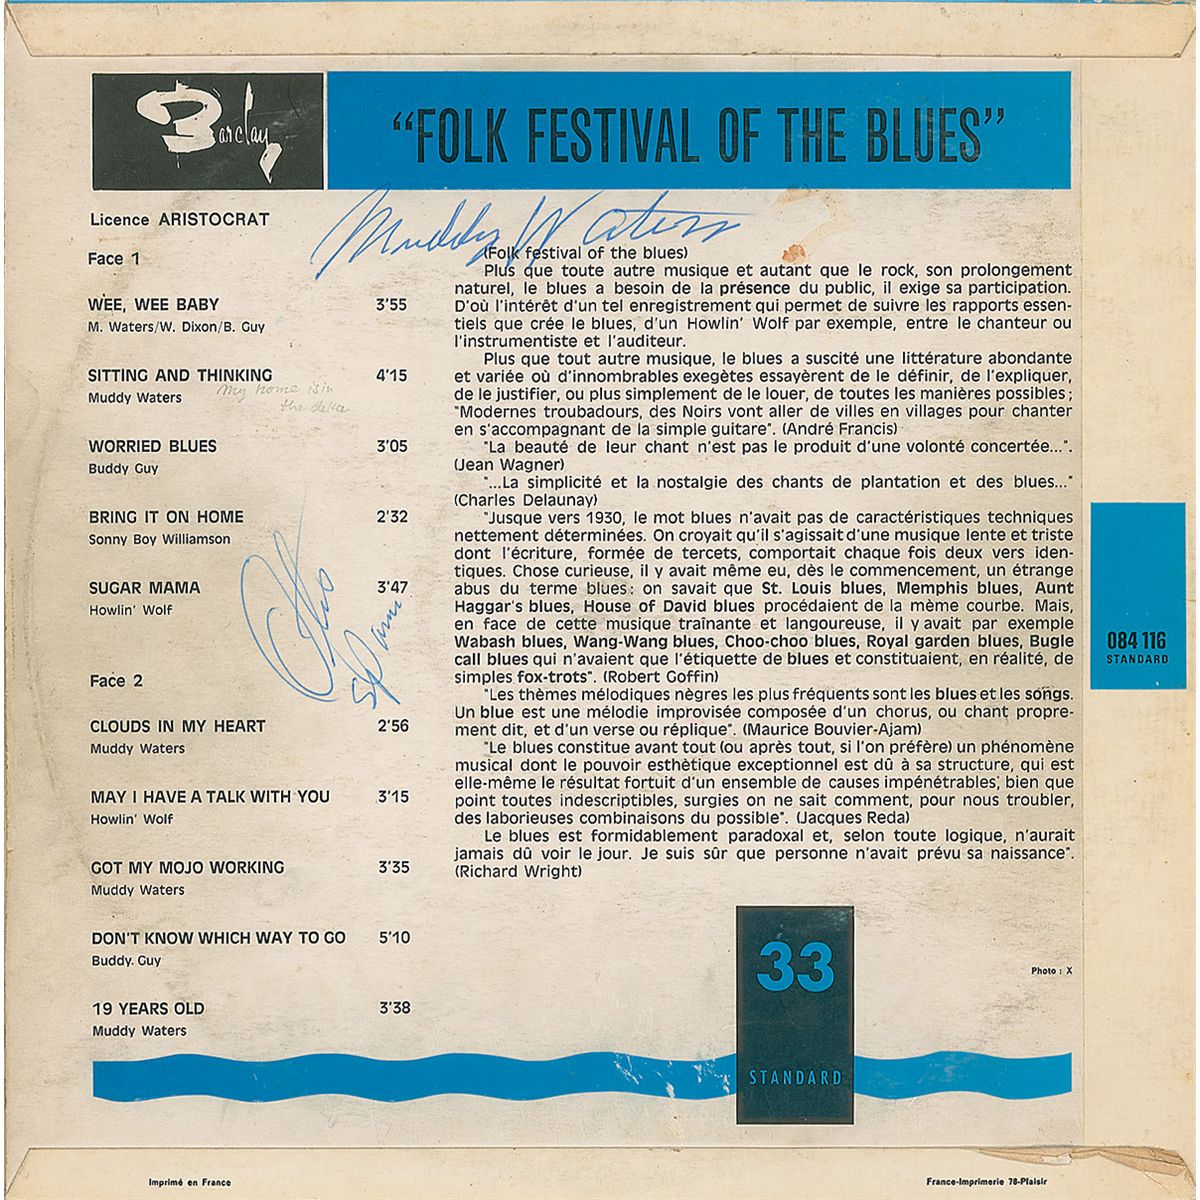 Barclay
“FOLK FESTIVAL OF THE BLUES”
Licence ARISTOCRAT
Muddy Waters
Face 1
WEE, WEE BABY 3'55
M. Waters/W. Dixon/B. Guy
SITTING AND THINKING 4'15
Muddy Waters
My home is in
the delta
WORRIED BLUES 3'05
Buddy Guy
BRING IT ON HOME 2'32
Sonny Boy Williamson
SUGAR MAMA 3'47
Howlin' Wolf
Otis
Spann
Face 2
CLOUDS IN MY HEART 2'56
Muddy Waters
MAY I HAVE A TALK WITH YOU 3'15
Howlin' Wolf
GOT MY MOJO WORKING 3'35
Muddy Waters
DON'T KNOW WHICH WAY TO GO 5'10
Buddy. Guy
19 YEARS OLD 3'38
Muddy Waters
(Folk festival of the blues)
Plus que toute autre musique et autant que le rock, son prolongement
naturel, le blues a besoin de la présence du public, il exige sa participation.
D'où l'intérêt d'un tel enregistrement qui permet de suivre les rapports essen-
tiels que crée le blues, d'un Howlin' Wolf par exemple, entre le chanteur ou
l'instrumentiste et l'auditeur.
Plus que tout autre musique, le blues a suscité une littérature abondante
et variée où d'innombrables exegètes essayèrent de le définir, de l'expliquer,
de le justifier, ou plus simplement de le louer, de toutes les manières possibles ;
"Modernes troubadours, des Noirs vont aller de villes en villages pour chanter
en s'accompagnant de la simple guitare". (André Francis)
"La beauté de leur chant n'est pas le produit d'une volonté concertée...".
(Jean Wagner)
"...La simplicité et la nostalgie des chants de plantation et des blues..."
(Charles Delaunay)
"Jusque vers 1930, le mot blues n'avait pas de caractéristiques techniques
nettement déterminées. On croyait qu'il s'agissait d'une musique lente et triste
dont l'écriture, formée de tercets, comportait chaque fois deux vers iden-
tiques. Chose curieuse, il y avait même eu, dès le commencement, un étrange
abus du terme blues : on savait que St. Louis blues, Memphis blues, Aunt
Haggar's blues, House of David blues procédaient de la mème courbe. Mais,
en face de cette musique traînante et langoureuse, il y avait par exemple
Wabash blues, Wang-Wang blues, Choo-choo blues, Royal garden blues, Bugle
call blues qui n'avaient que l'étiquette de blues et constituaient, en réalité, de
simples fox-trots". (Robert Goffin)
"Les thèmes mélodiques nègres les plus fréquents sont les blues et les songs.
Un blue est une mélodie improvisée composée d'un chorus, ou chant propre-
ment dit, et d'un verse ou réplique". (Maurice Bouvier-Ajam)
"Le blues constitue avant tout (ou après tout, si l'on préfère) un phénomène
musical dont le pouvoir esthètique exceptionnel est dû à sa structure, qui est
elle-même le résultat fortuit d'un ensemble de causes impénétrables, bien que
point toutes indescriptibles, surgies on ne sait comment, pour nous troubler,
des laborieuses combinaisons du possible". (Jacques Reda)
Le blues est formidablement paradoxal et, selon toute logique, n'aurait
jamais dû voir le jour. Je suis sûr que personne n'avait prévu sa naissance".
(Richard Wright)
084 116
STANDARD
Photo : X
33
STANDARD
Imprimé en France
France-Imprimerie 78-Plaisir